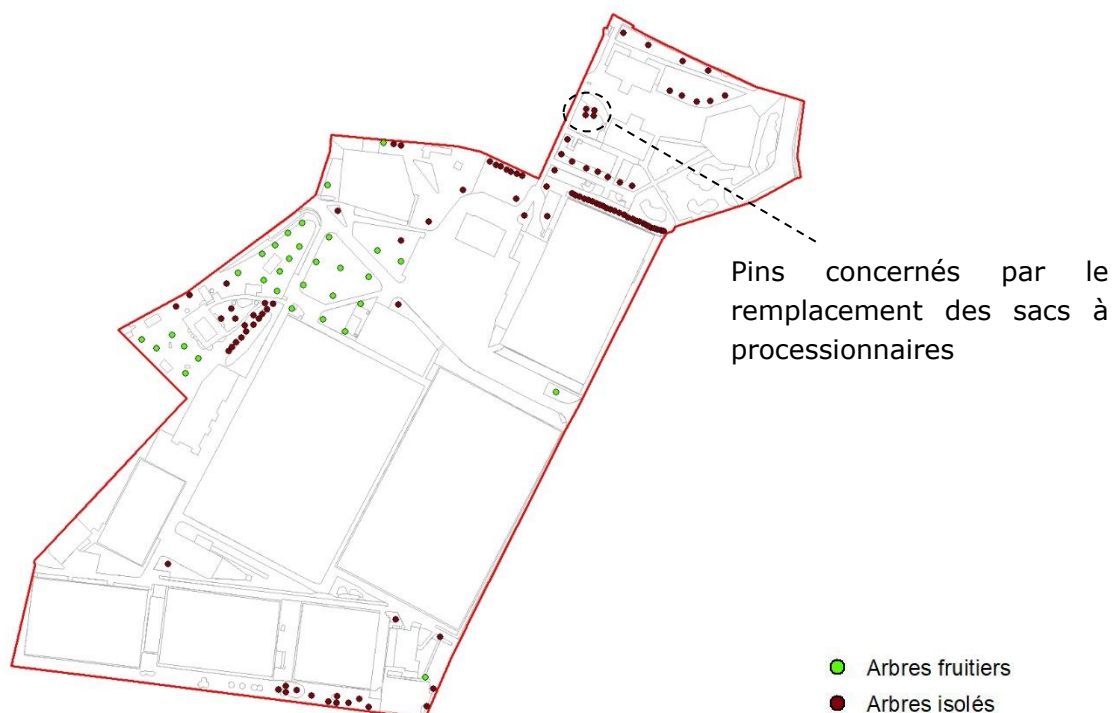 Pins concernés par le
remplacement des sacs à
processionnaires
Arbres fruitiers
Arbres isolés